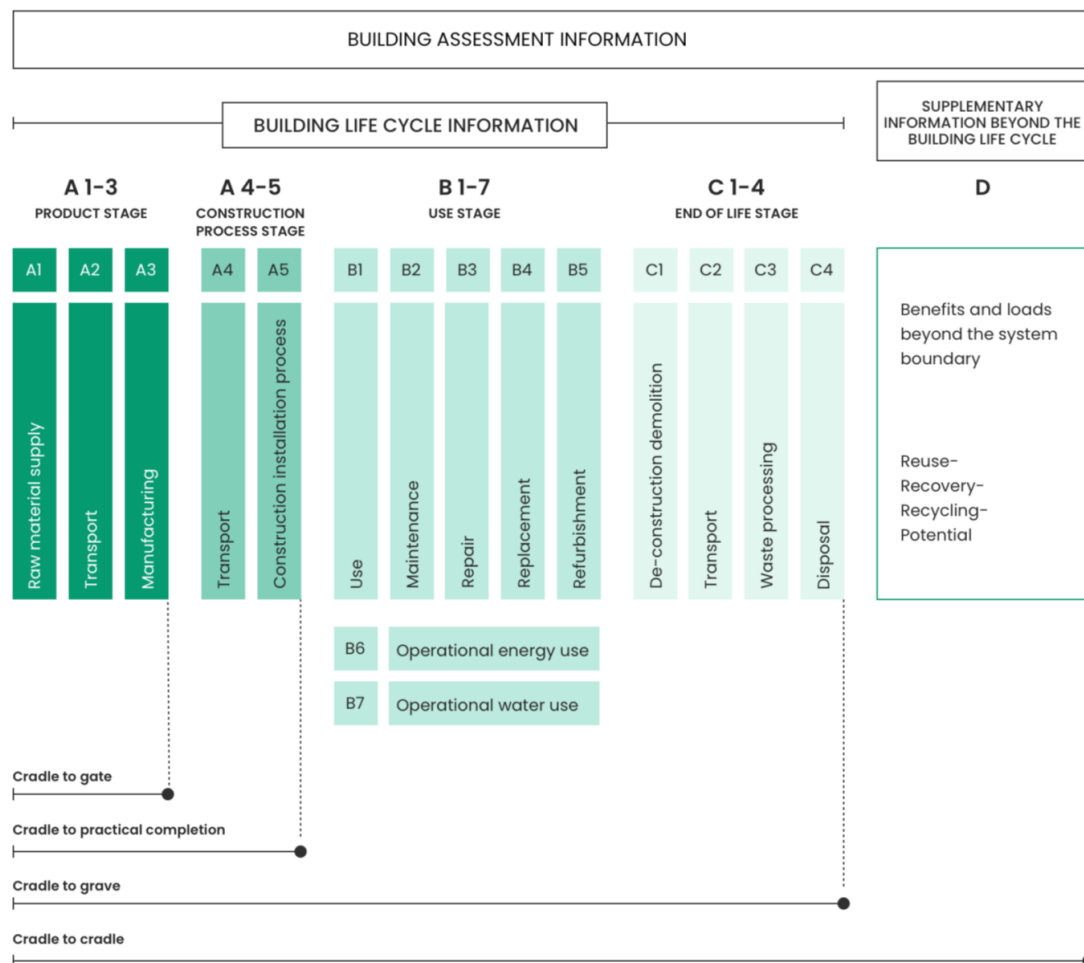 BUILDING ASSESSMENT INFORMATION
BUILDING LIFE CYCLE INFORMATION
SUPPLEMENTARY
INFORMATION BEYOND THE
BUILDING LIFE CYCLE
A 1-3
PRODUCT STAGE
A 4-5
CONSTRUCTION
PROCESS STAGE
B 1-7
USE STAGE
C 1-4
END OF LIFE STAGE
D
A1
A2
A3
A4
A5
B1
B2
B3
B4
B5
C1
C2
C3
C4
Raw material supply
Transport
Manufacturing
Transport
Construction installation process
Use
Maintenance
Repair
Replacement
Refurbishment
De-construction demolition
Transport
Waste processing
Disposal
Benefits and loads
beyond the system
boundary
Reuse-
Recovery-
Recycling-
Potential
B6
Operational energy use
B7
Operational water use
Cradle to gate
Cradle to practical completion
Cradle to grave
Cradle to cradle